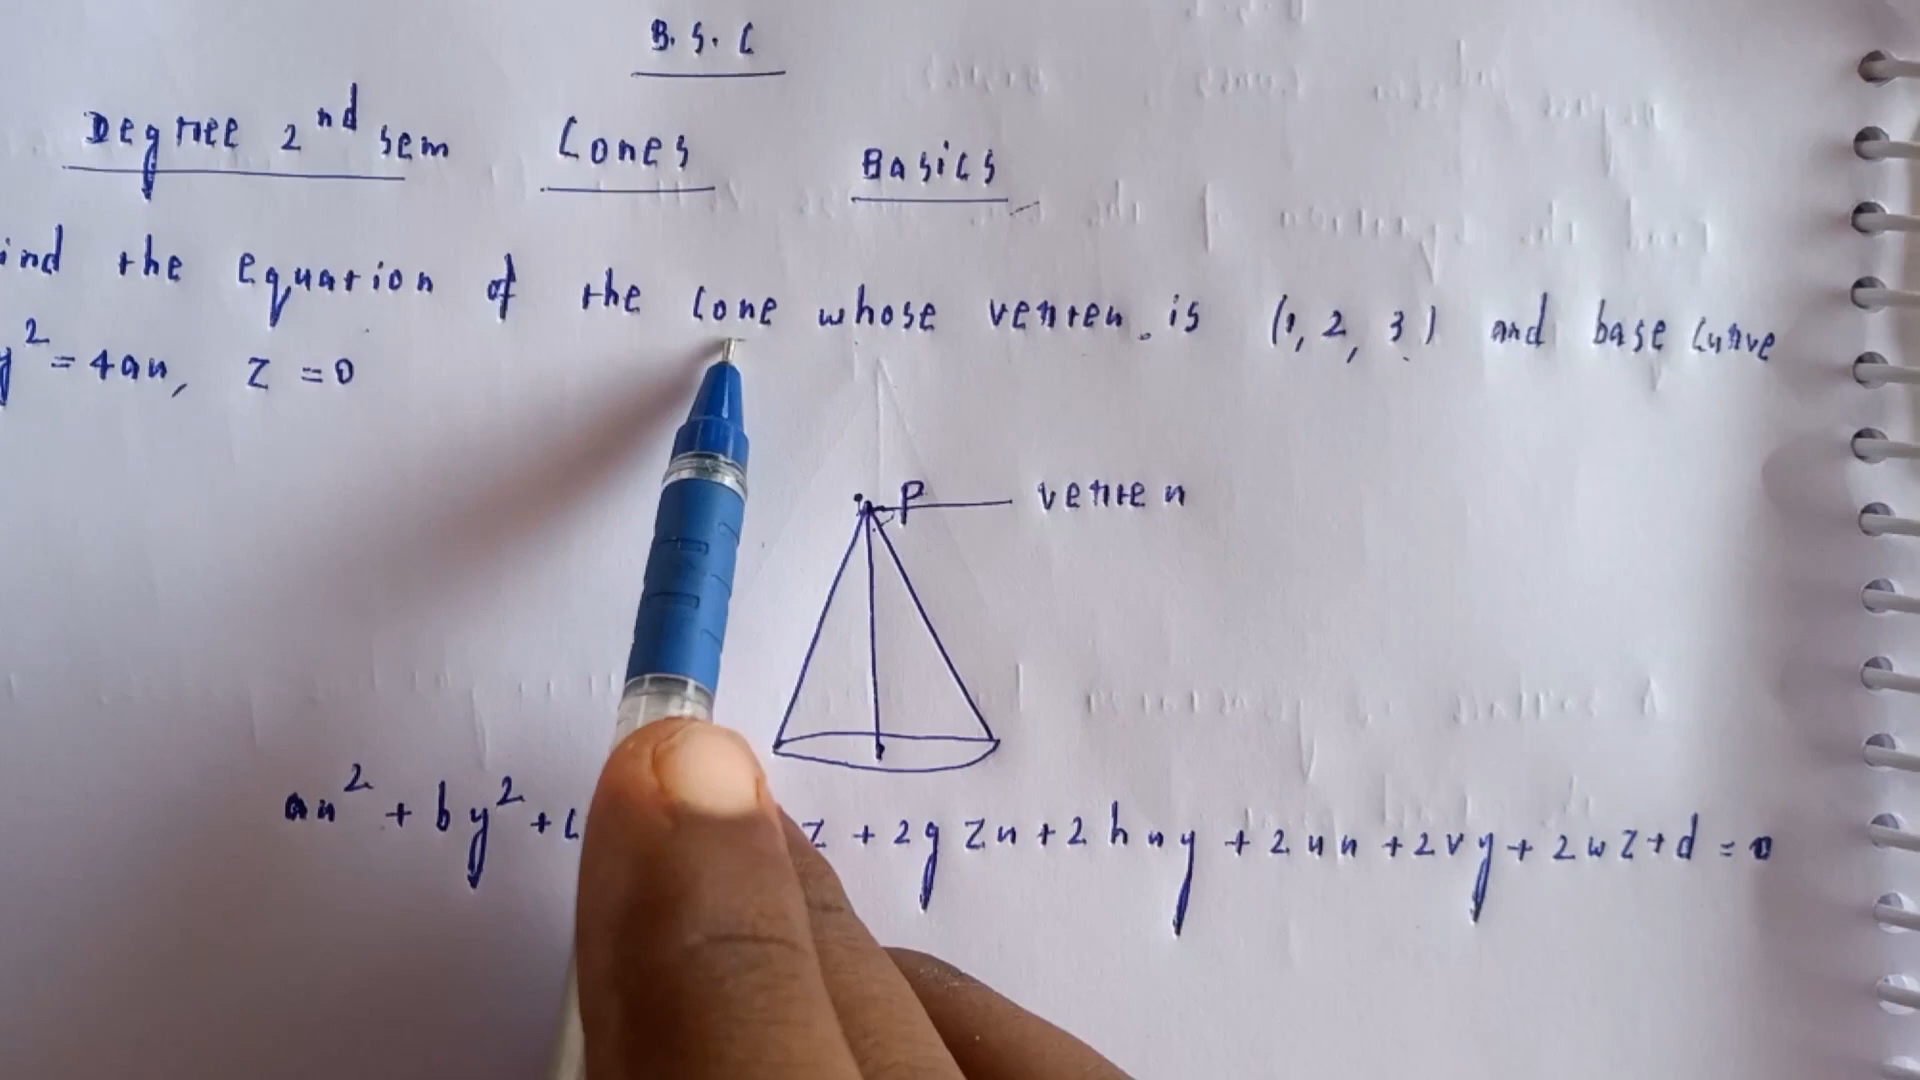 B.S.C
Degree 2nd sem Cones Basics
ind the equation of the cone whose vertex is (1, 2, 3) and base curve
y² = 4ax, z = 0
P vertex
ax² + by² + c z + 2gzx + 2hxy + 2ux + 2vy + 2wz + d = 0